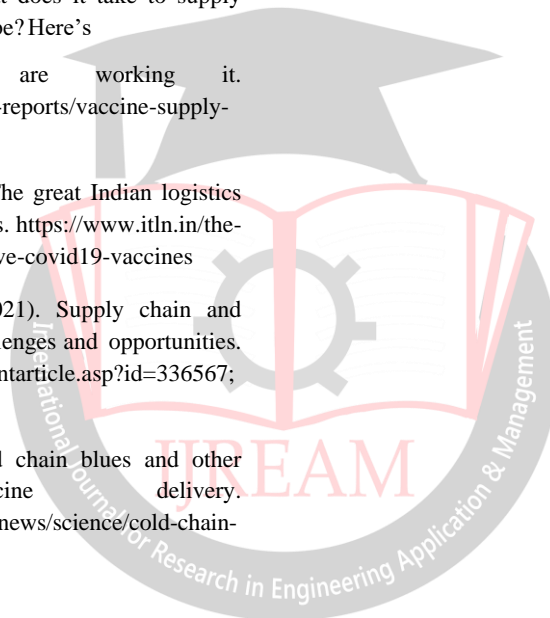 t does it take to supply
be? Here's
are working it.
-reports/vaccine-supply-
The great Indian logistics
s. https://www.itln.in/the-
ve-covid19-vaccines
021). Supply chain and
lenges and opportunities.
ntarticle.asp?id=336567;
d chain blues and other
cine delivery.
news/science/cold-chain-
IJREAM
International Journal for Research in Engineering Application & Management